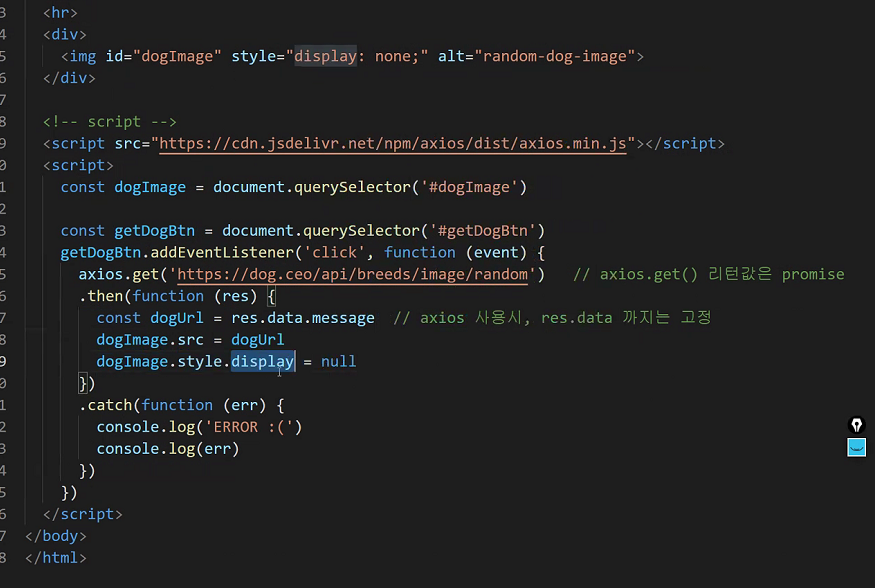 3 <hr>
4 <div>
5 <img id="dogImage" style="display: none;" alt="random-dog-image">
6 </div>
7
8 <!-- script -->
9 <script src="https://cdn.jsdelivr.net/npm/axios/dist/axios.min.js"></script>
0 <script>
1 const dogImage = document.querySelector('#dogImage')
2
3 const getDogBtn = document.querySelector('#getDogBtn')
4 getDogBtn.addEventListener('click', function (event) {
5 axios.get('https://dog.ceo/api/breeds/image/random') // axios.get() 리턴값은 promise
6 .then(function (res) {
7 const dogUrl = res.data.message // axios 사용시, res.data 까지는 고정
8 dogImage.src = dogUrl
9 dogImage.style.display = null
0 })
1 .catch(function (err) {
2 console.log('ERROR :(')
3 console.log(err)
4 })
5 })
6 </script>
7 </body>
8 </html>